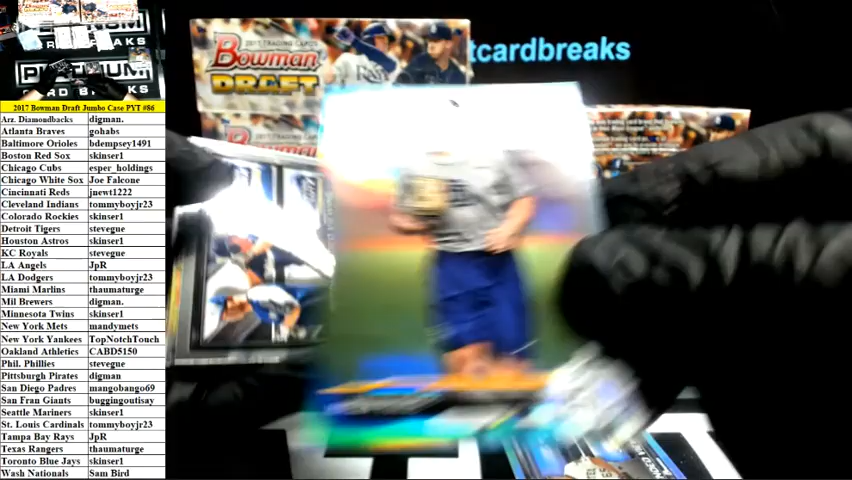 PLATINUM
CARD BREAKS
2017 TRADING CARDS
Bowman
DRAFT
tcardbreaks
2017 Bowman Draft Jumbo Case PYT #86
Arz. Diamondbacks digman.
Atlanta Braves gohabs
Baltimore Orioles bdempsey1491
Boston Red Sox skinser1
Chicago Cubs esper_holdings
Chicago White Sox Joe Falcone
Cincinnati Reds jnewt1222
Cleveland Indians tommyboyjr23
Colorado Rockies skinser1
Detroit Tigers stevegue
Houston Astros skinser1
KC Royals stevegue
LA Angels JpR
LA Dodgers tommyboyjr23
Miami Marlins thaumaturge
Mil Brewers digman.
Minnesota Twins skinser1
New York Mets mandymets
New York Yankees TopNotchTouch
Oakland Athletics CABD5150
Phil. Phillies stevegue
Pittsburgh Pirates digman
San Diego Padres mangobango69
San Fran Giants buggingoutisay
Seattle Mariners skinser1
St. Louis Cardinals tommyboyjr23
Tampa Bay Rays JpR
Texas Rangers thaumaturge
Toronto Blue Jays skinser1
Wash Nationals Sam Bird